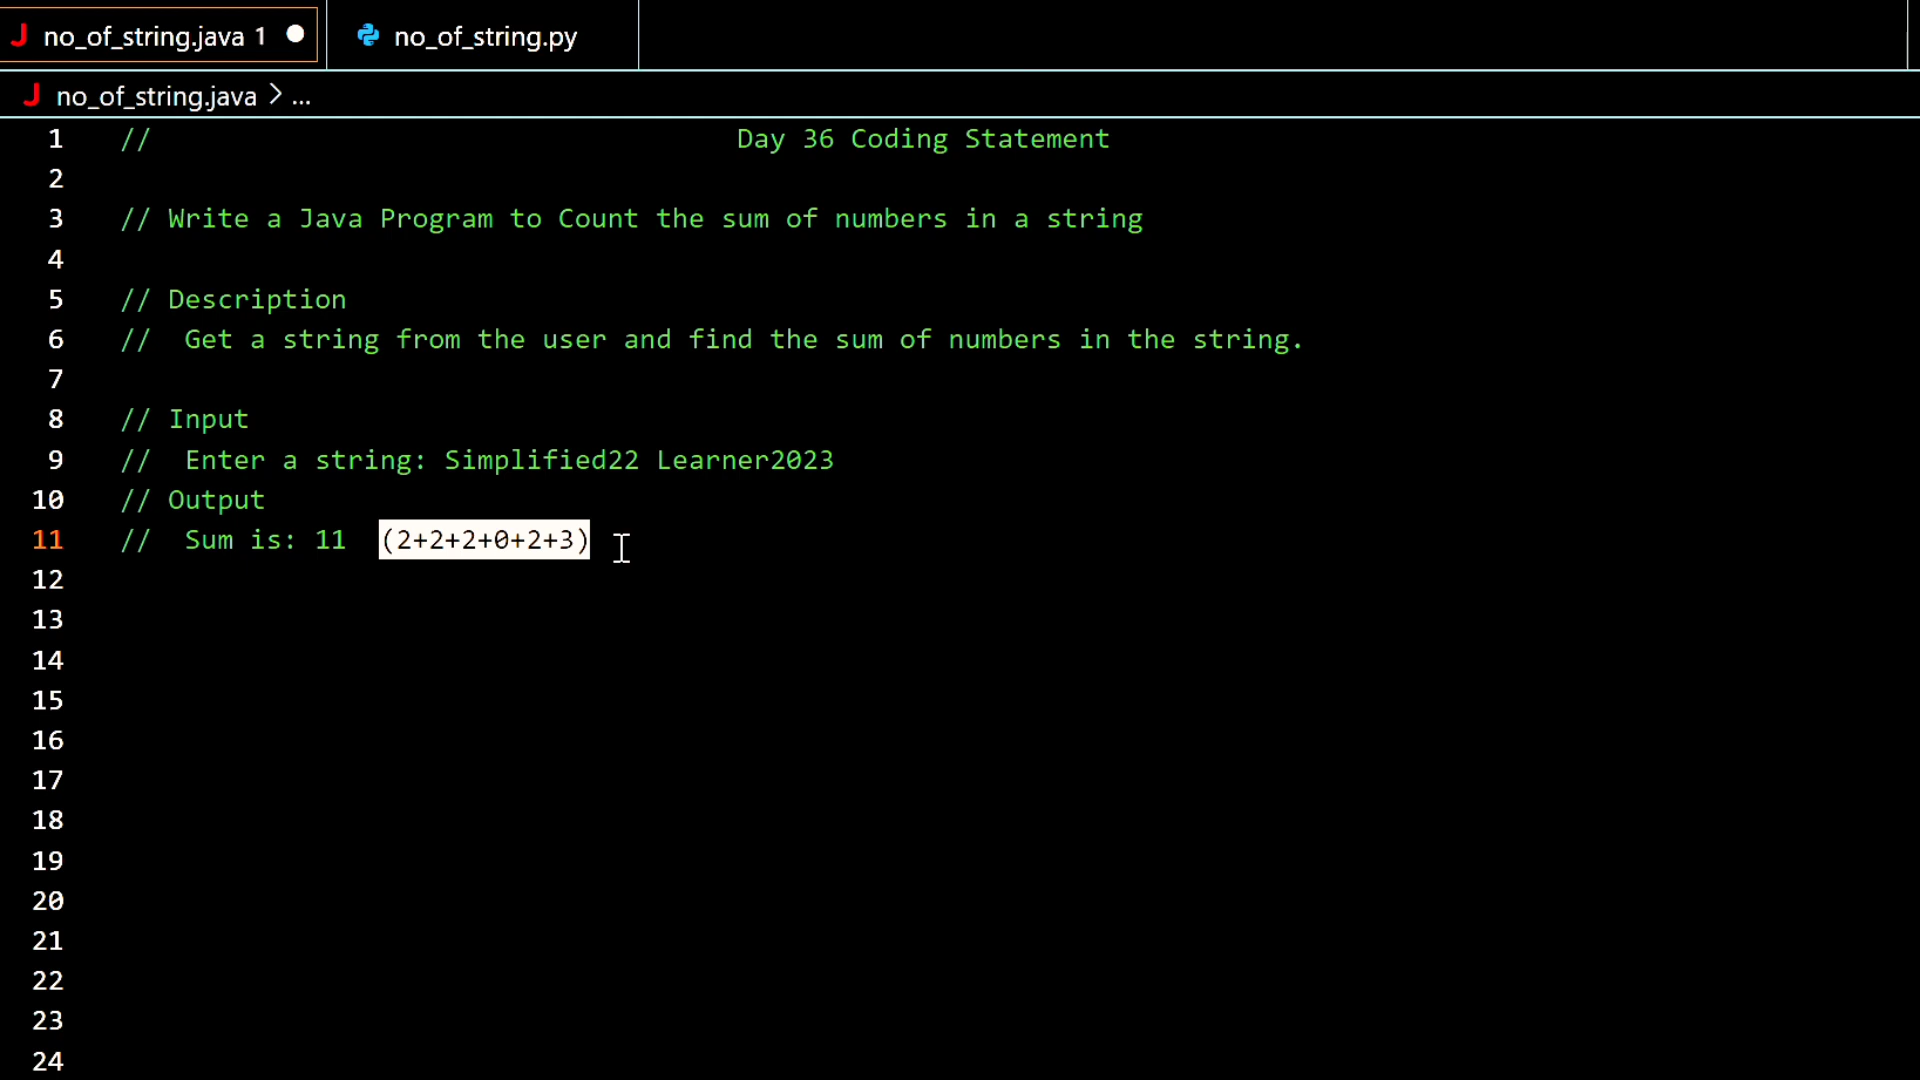 no_of_string.java 1
no_of_string.py
no_of_string.java > ...
1 // Day 36 Coding Statement
2
3 // Write a Java Program to Count the sum of numbers in a string
4
5 // Description
6 // Get a string from the user and find the sum of numbers in the string.
7
8 // Input
9 // Enter a string: Simplified22 Learner2023
10 // Output
11 // Sum is: 11 (2+2+2+0+2+3)
12
13
14
15
16
17
18
19
20
21
22
23
24